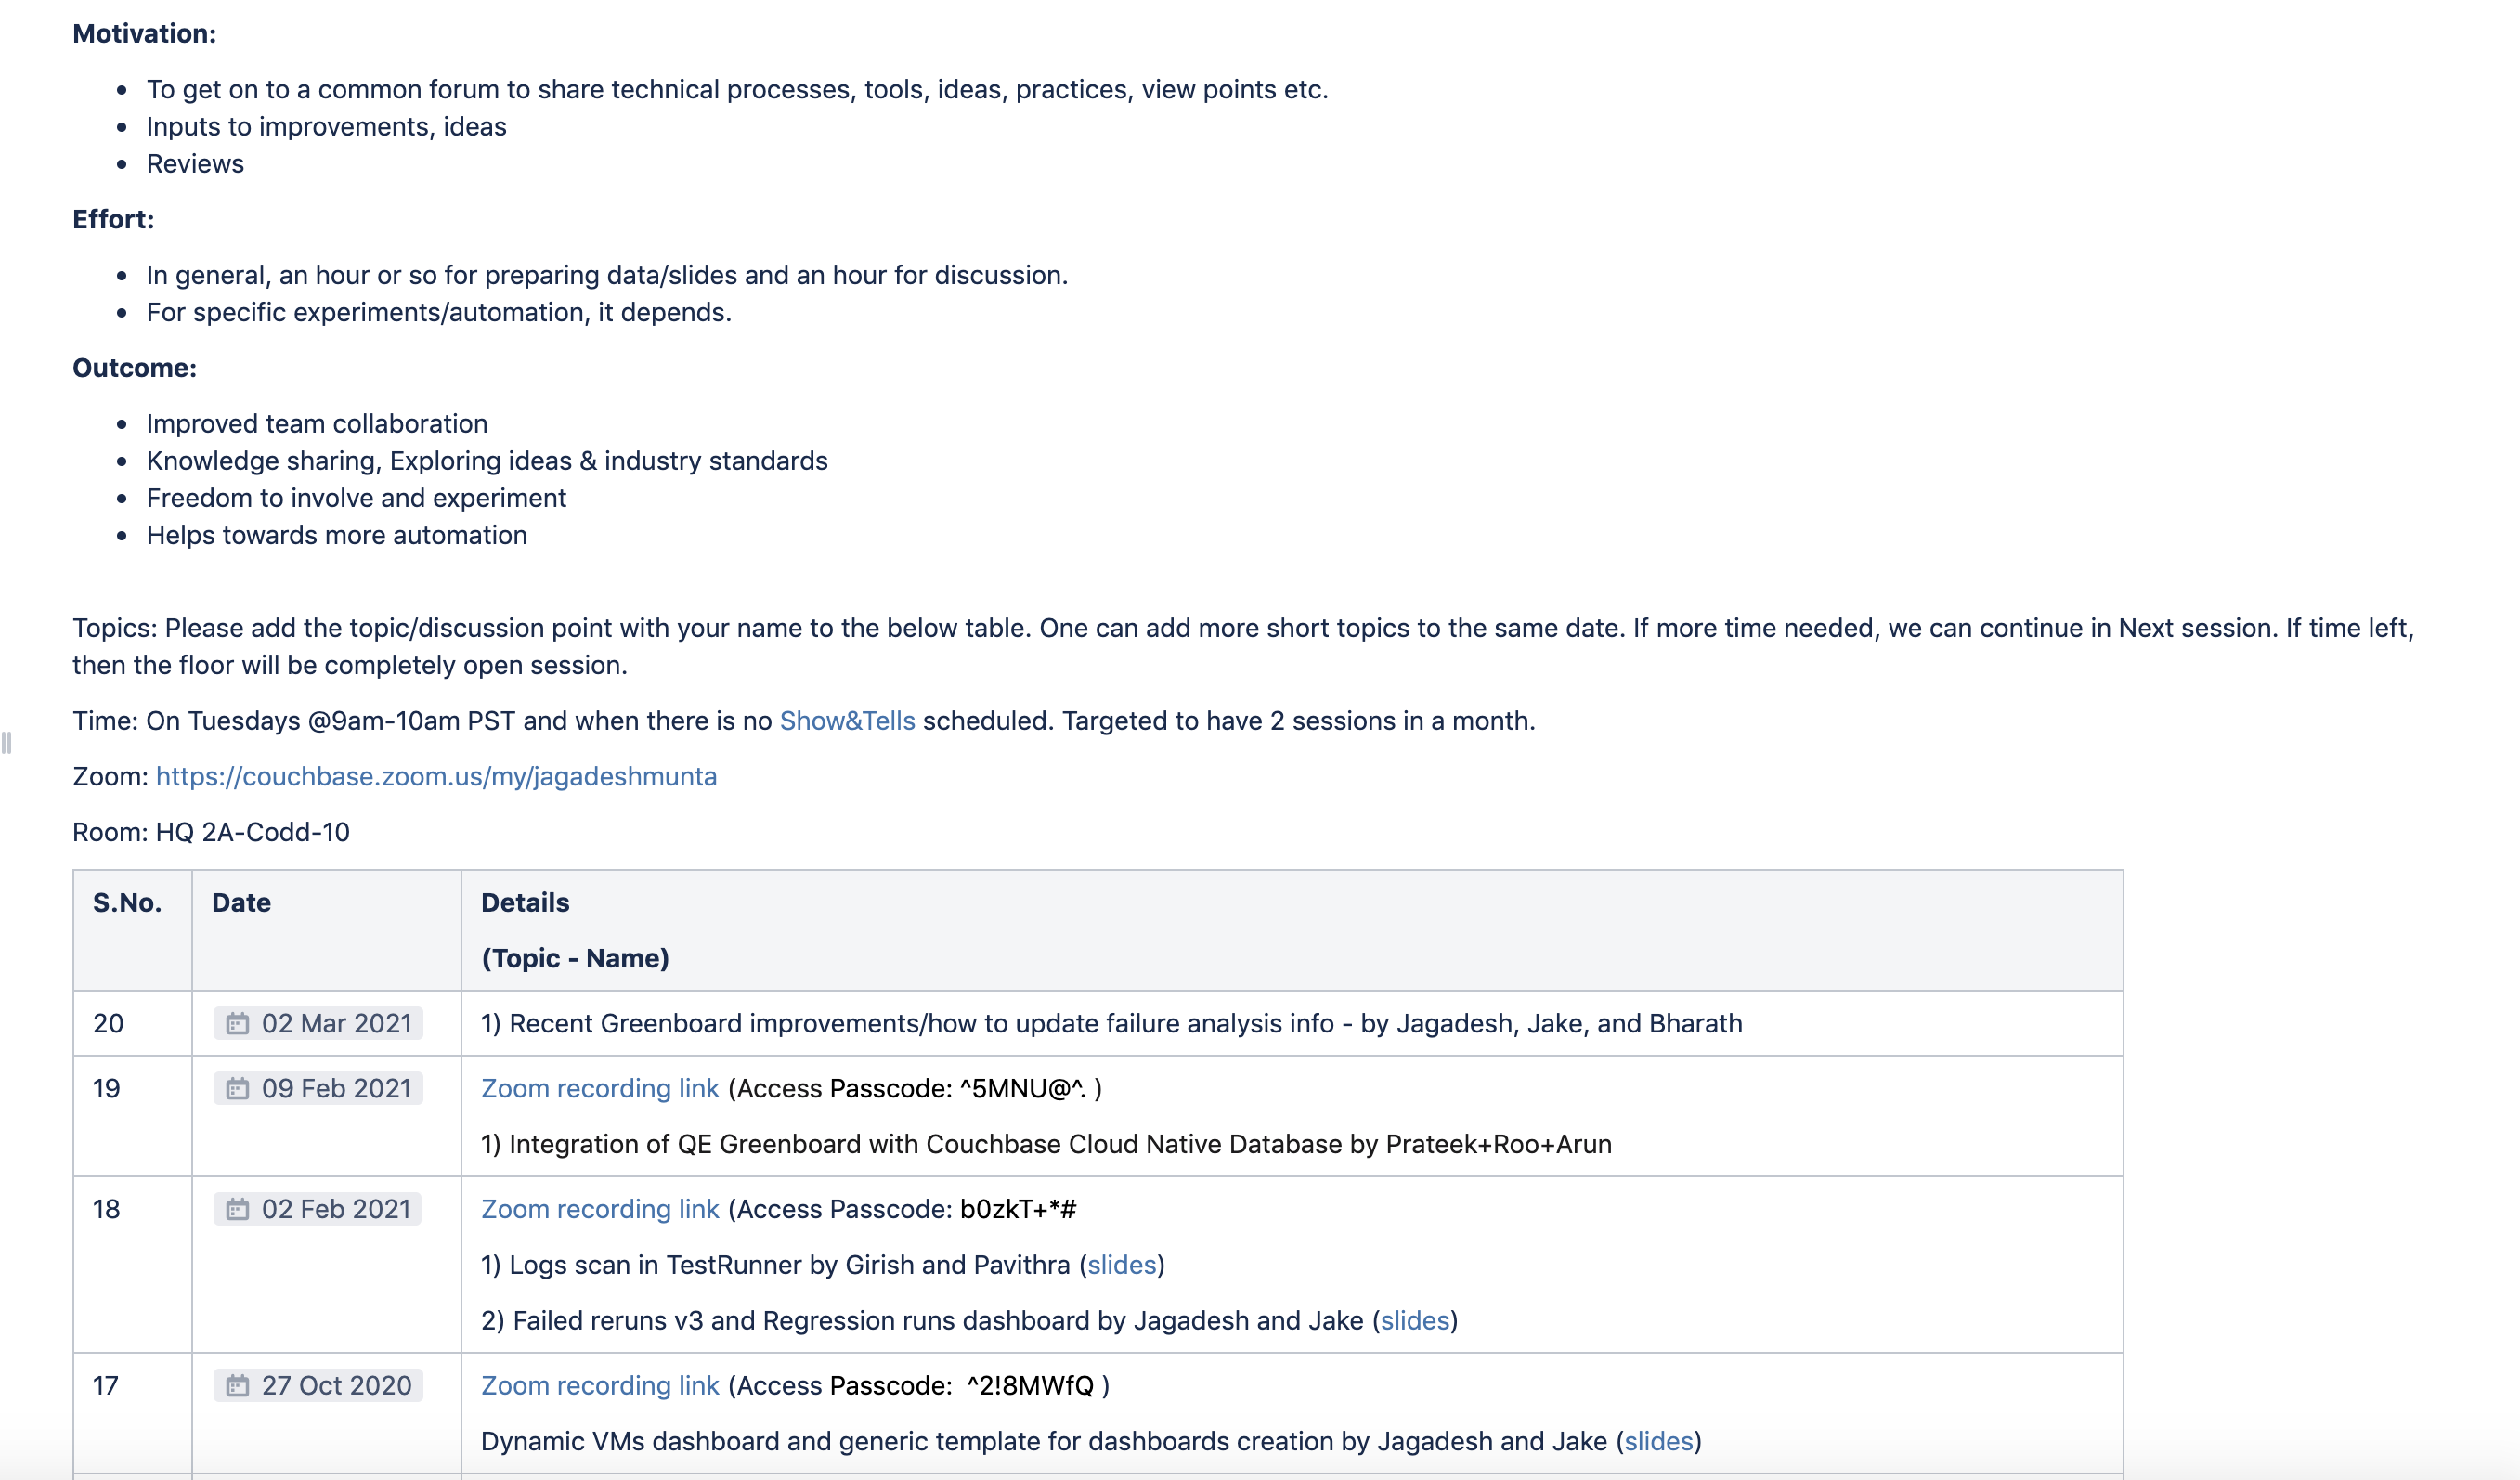 Motivation:
To get on to a common forum to share technical processes, tools, ideas, practices, view points etc.
Inputs to improvements, ideas
Reviews
Effort:
In general, an hour or so for preparing data/slides and an hour for discussion.
For specific experiments/automation, it depends.
Outcome:
Improved team collaboration
Knowledge sharing, Exploring ideas & industry standards
Freedom to involve and experiment
Helps towards more automation
Topics: Please add the topic/discussion point with your name to the below table. One can add more short topics to the same date. If more time needed, we can continue in Next session. If time left,
then the floor will be completely open session.
Time: On Tuesdays @9am-10am PST and when there is no Show&Tells scheduled. Targeted to have 2 sessions in a month.
Zoom: https://couchbase.zoom.us/my/jagadeshmunta
Room: HQ 2A-Codd-10
S.No. Date Details
(Topic - Name)
20 02 Mar 2021 1) Recent Greenboard improvements/how to update failure analysis info - by Jagadesh, Jake, and Bharath
19 09 Feb 2021 Zoom recording link (Access Passcode: ^5MNU@^. )
1) Integration of QE Greenboard with Couchbase Cloud Native Database by Prateek+Roo+Arun
18 02 Feb 2021 Zoom recording link (Access Passcode: b0zkT+*#
1) Logs scan in TestRunner by Girish and Pavithra (slides)
2) Failed reruns v3 and Regression runs dashboard by Jagadesh and Jake (slides)
17 27 Oct 2020 Zoom recording link (Access Passcode: ^2!8MWfQ )
Dynamic VMs dashboard and generic template for dashboards creation by Jagadesh and Jake (slides)